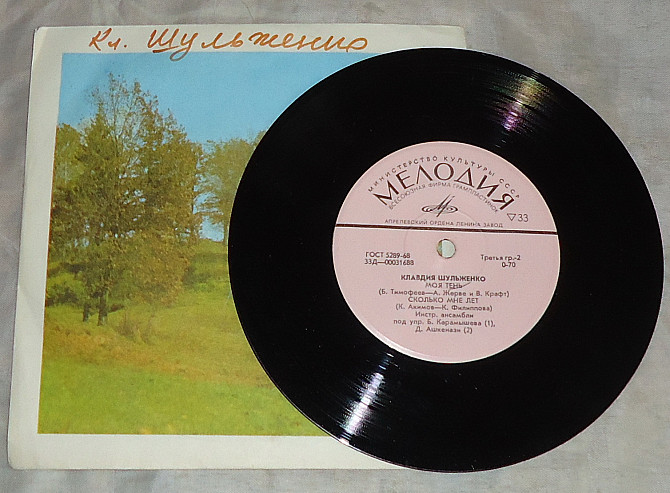 Кл. Шульженко
МИНИСТЕРСТВО КУЛЬТУРЫ СССР
МЕЛОДИЯ
ВСЕСОЮЗНАЯ ФИРМА ГРАМПЛАСТИНОК
АПРЕЛЕВСКИЙ ОРДЕНА ЛЕНИНА ЗАВОД
33
ГОСТ 5289-68
Третья гр.-2
33Д—00031688
0-70
КЛАВДИЯ ШУЛЬЖЕНКО
МОЯ ТЕНЬ
(Б. Тимофеев—А. Жерве и В. Крафт)
СКОЛЬКО МНЕ ЛЕТ
(К. Акимов—К. Филиппова)
Инстр. ансамбли
под упр. Б. Карамышева (1),
Д. Ашкенази (2)